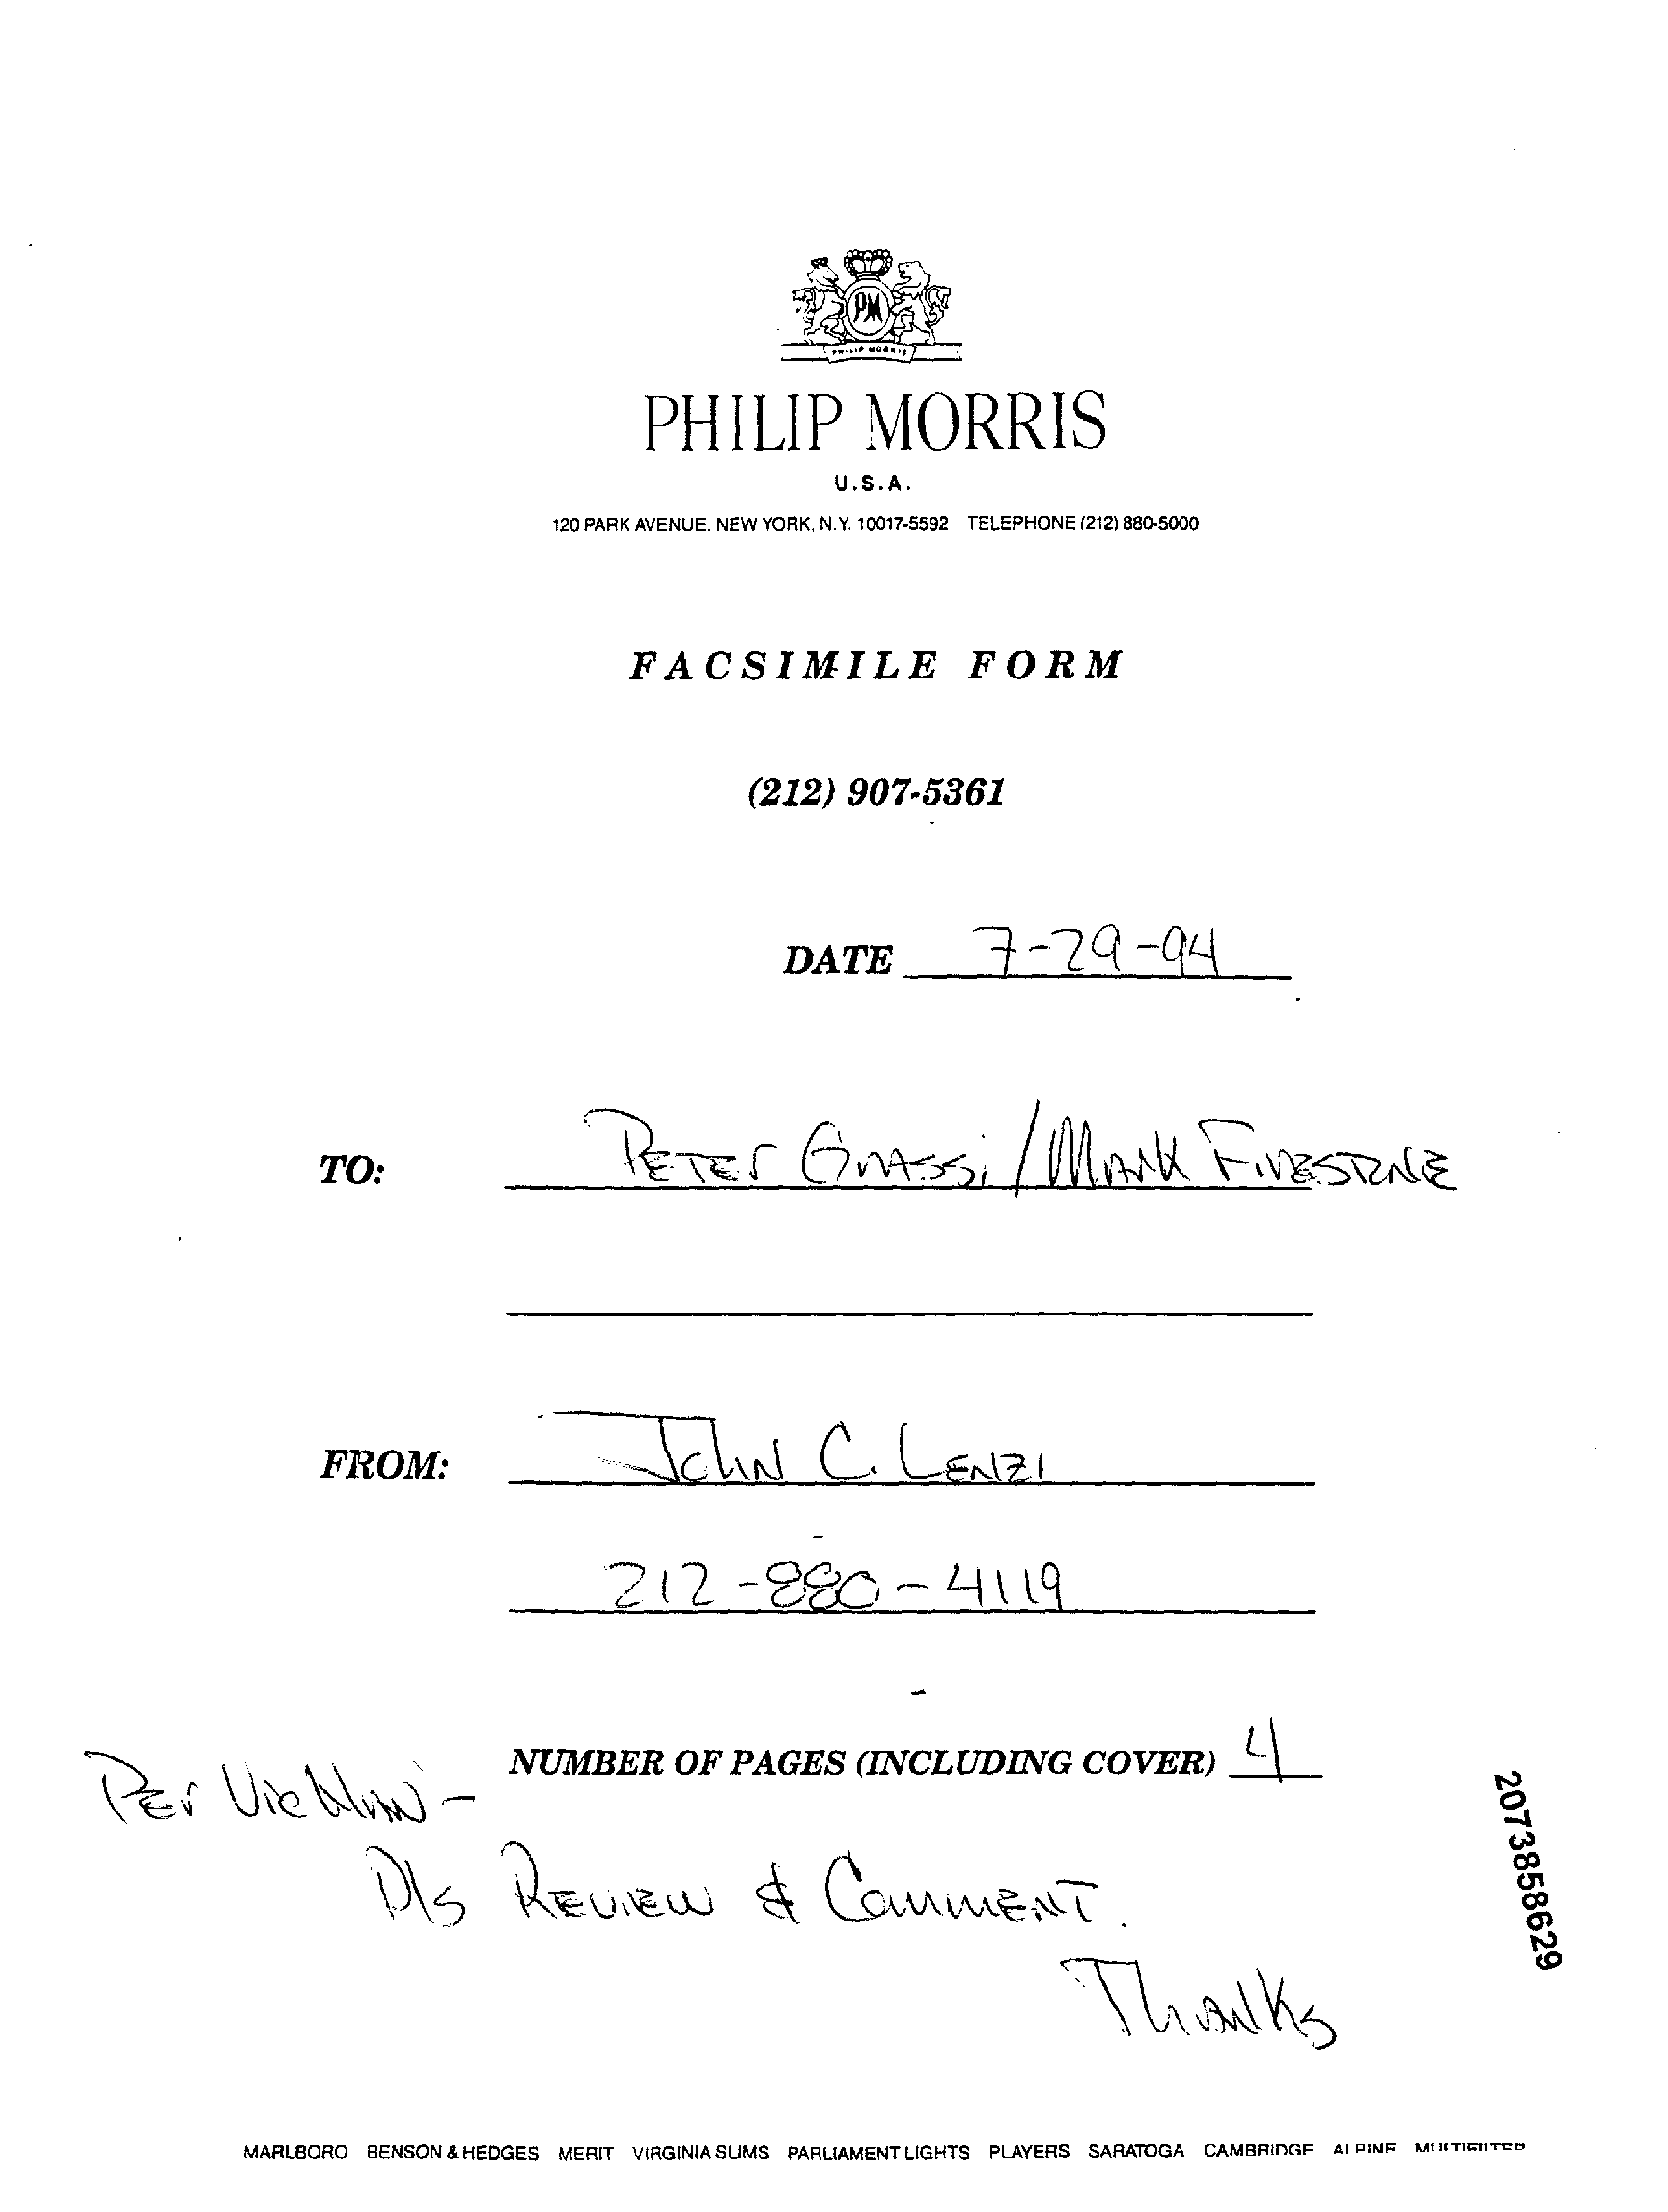 PM
PHILIP MORRIS
PHILIP MORRIS
U.S.A.
120 PARK AVENUE, NEW YORK, N.Y. 10017-5592 TELEPHONE (212) 880-5000
FACSIMILE FORM
(212) 907-5361
DATE 7-29-94
TO: PETER GRASSi / MARK FIRESTONE
FROM: JOHN C. LENZI
212-880-4119
NUMBER OF PAGES (INCLUDING COVER) 4
PEr Vic
Pls REVIEW & COMMENT.
THANKS
2073858629
MARLBORO BENSON & HEDGES MERIT VIRGINIA SLIMS PARLIAMENT LIGHTS PLAYERS SARATOGA CAMBRIDGE ALPINE MULTIFILTER